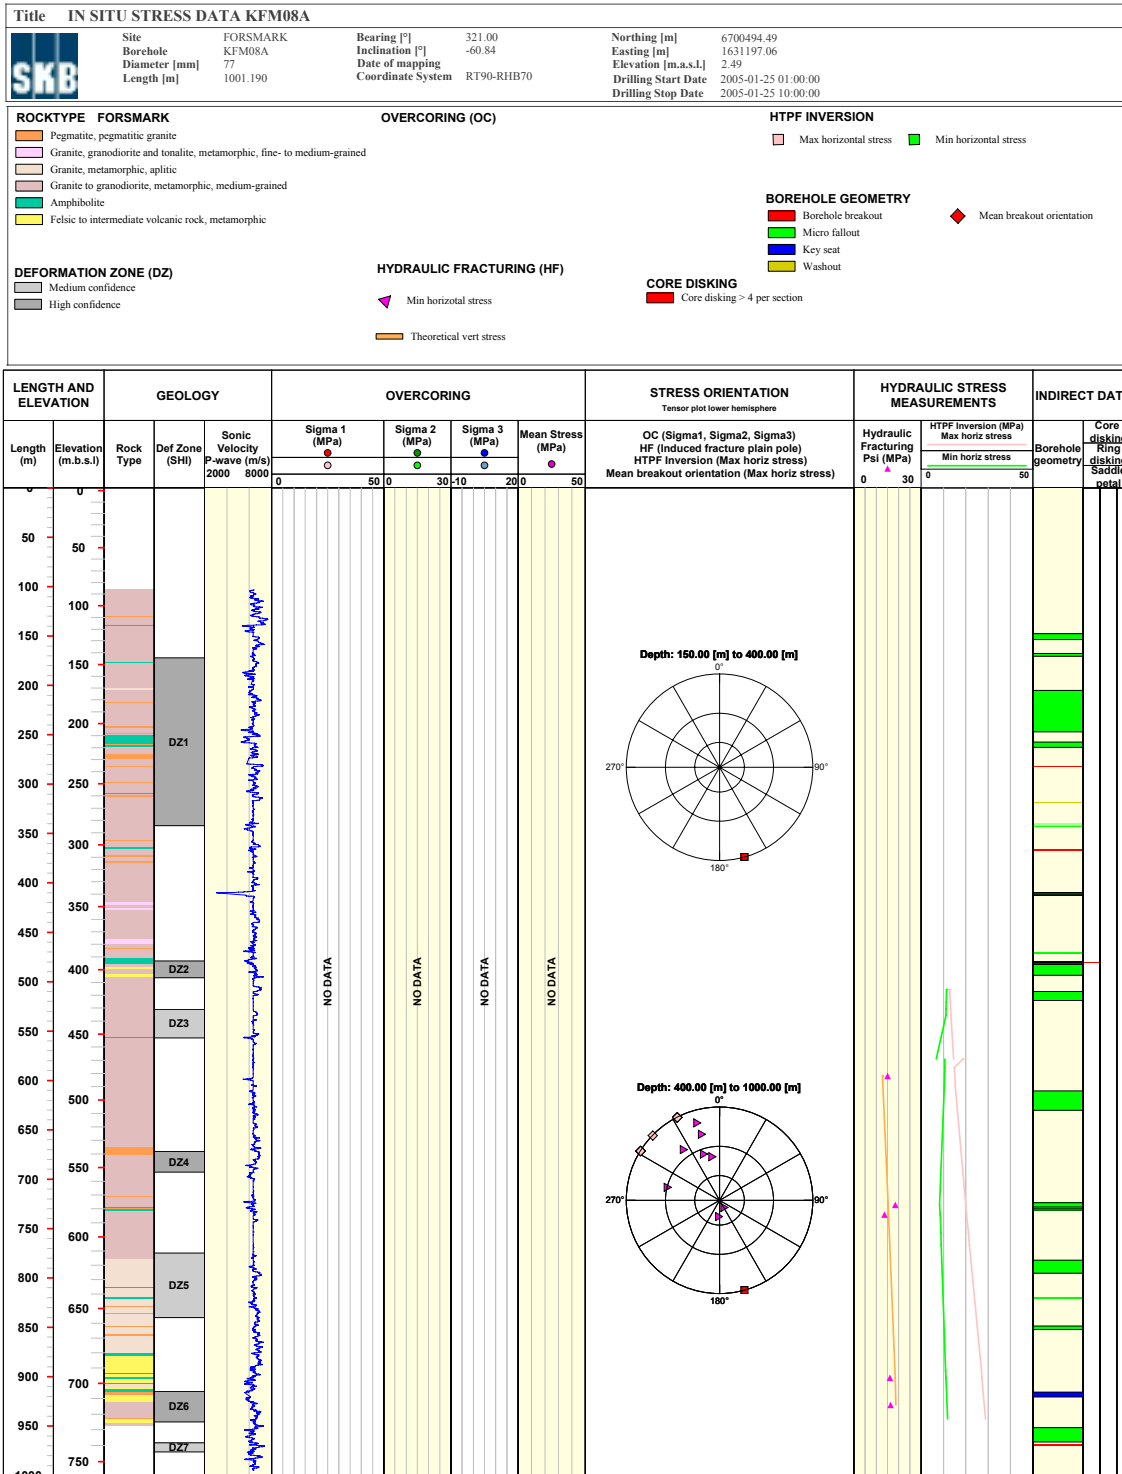 Title IN SITU STRESS DATA KFM08A
SKB
Site FORSMARK Bearing [°] 321.00 Northing [m] 6700494.49
Borehole KFM08A Inclination [°] -60.84 Easting [m] 1631197.06
Diameter [mm] 77 Date of mapping Elevation [m.a.s.l.] 2.49
Length [m] 1001.190 Coordinate System RT90-RHB70 Drilling Start Date 2005-01-25 01:00:00
Drilling Stop Date 2005-01-25 10:00:00
ROCKTYPE FORSMARK
Pegmatite, pegmatitic granite
Granite, granodiorite and tonalite, metamorphic, fine- to medium-grained
Granite, metamorphic, aplitic
Granite to granodiorite, metamorphic, medium-grained
Amphibolite
Felsic to intermediate volcanic rock, metamorphic
DEFORMATION ZONE (DZ)
Medium confidence
High confidence
OVERCORING (OC)
HYDRAULIC FRACTURING (HF)
Min horizotal stress
Theoretical vert stress
HTPF INVERSION
Max horizontal stress Min horizontal stress
BOREHOLE GEOMETRY
Borehole breakout Mean breakout orientation
Micro fallout
Key seat
Washout
CORE DISKING
Core disking > 4 per section
LENGTH AND
ELEVATION
GEOLOGY
OVERCORING
STRESS ORIENTATION
Tensor plot lower hemisphere
HYDRAULIC STRESS
MEASUREMENTS
INDIRECT DAT
Length
(m)
Elevation
(m.b.s.l)
Rock
Type
Def Zone
(SHI)
Sonic
Velocity
P-wave (m/s)
2000 8000
Sigma 1
(MPa)
0 50
Sigma 2
(MPa)
0 30
Sigma 3
(MPa)
-10 20
Mean Stress
(MPa)
0 50
OC (Sigma1, Sigma2, Sigma3)
HF (Induced fracture plain pole)
HTPF Inversion (Max horiz stress)
Mean breakout orientation (Max horiz stress)
Hydraulic
Fracturing
Psi (MPa)
0 30
HTPF Inversion (MPa)
Max horiz stress
Min horiz stress
0 50
Borehole
geometry
Core
disking
Ring
disking
Saddle
petal
0
50
100
150
200
250
300
350
400
450
500
550
600
650
700
750
800
850
900
950
1000
0
50
100
150
200
250
300
350
400
450
500
550
600
650
700
750
DZ1
DZ2
DZ3
DZ4
DZ5
DZ6
DZ7
NO DATA
NO DATA
NO DATA
NO DATA
Depth: 150.00 [m] to 400.00 [m]
0°
270° 90°
180°
Depth: 400.00 [m] to 1000.00 [m]
0°
270° 90°
180°